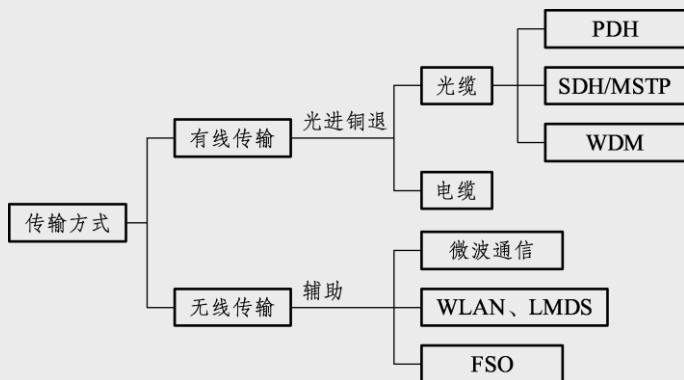 PDH
光缆
SDH/MSTP
有线传输
光进铜退
WDM
电缆
传输方式
微波通信
无线传输
辅助
WLAN、LMDS
FSO